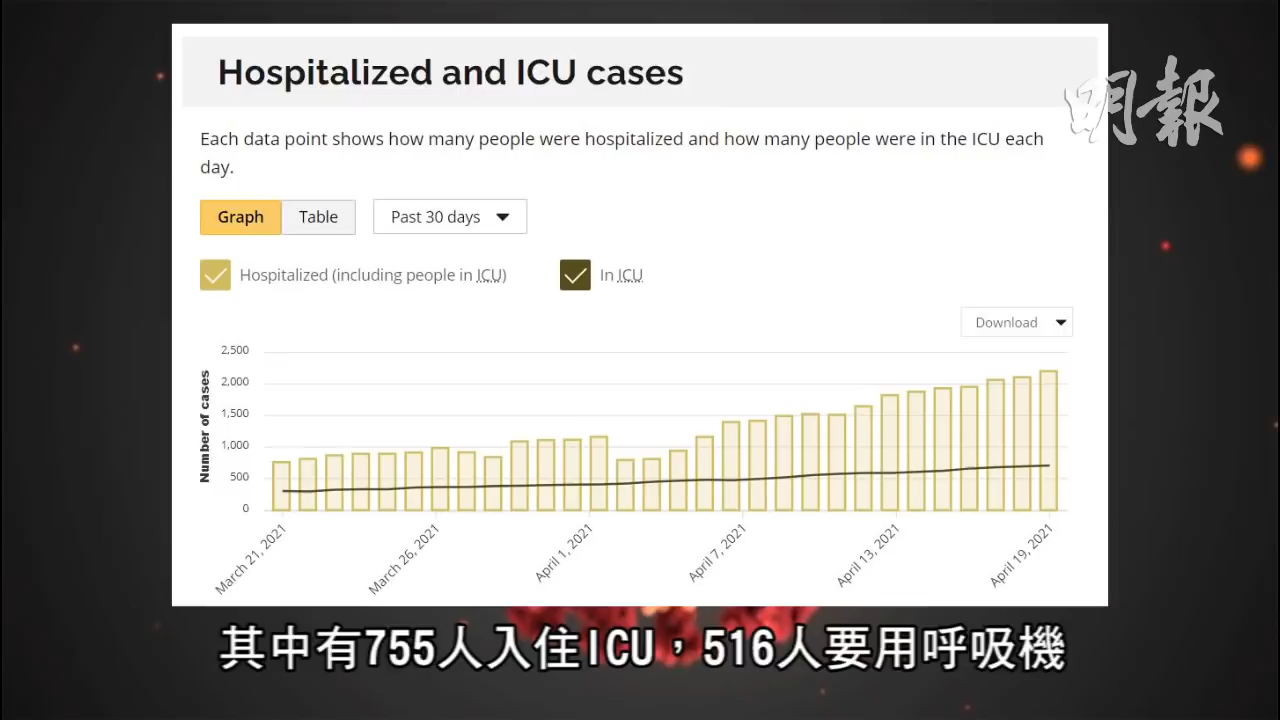 Hospitalized and ICU cases
明報
Each data point shows how many people were hospitalized and how many people were in the ICU each
day.
Graph Table Past 30 days
Hospitalized (including people in ICU) In ICU
Download
Number of cases
2,500
2,000
1,500
1,000
500
0
March 21, 2021 March 26, 2021 April 1, 2021 April 7, 2021 April 13, 2021 April 19, 2021
其中有755人入住ICU，516人要用呼吸機